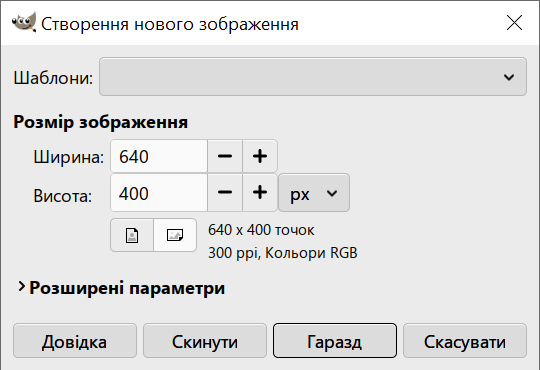 Створення нового зображення
Шаблони:
Розмір зображення
Ширина: 640
Висота: 400 px
640 x 400 точок
300 ppi, Кольори RGB
Розширені параметри
Довідка Скинути Гаразд Скасувати